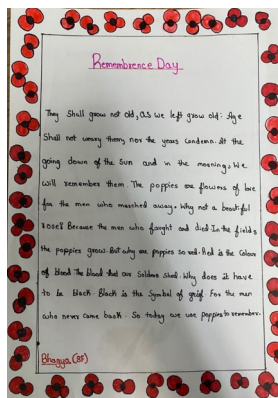 Remembrence Day
They Shall grow not old, as we left grow old: Age
Shall not weary them, nor the years Condemn. At the
going down of the Sun and in the morning. We
will remember them. The poppies are flowers of love
for the men who marched away. Why not a beautiful
rose? Because the men who fought and died In the fields
the poppies grow. But why are poppies so red. Red is the Colour
of blood The blood that our Soldiers Shed. Why does it have
to be black. Black is the Symbol of grief. For the men
who never came back. So today we use poppies to remember.
Bhagya (8F)